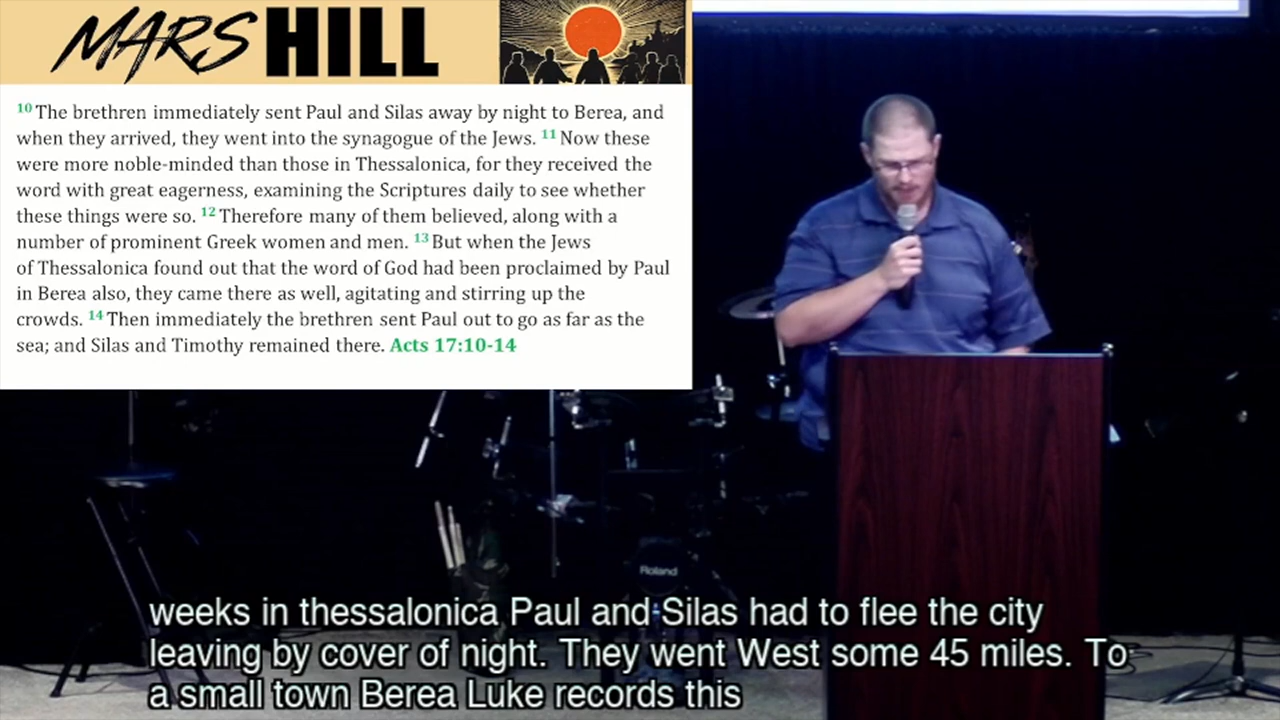 MARS HILL
10 The brethren immediately sent Paul and Silas away by night to Berea, and
when they arrived, they went into the synagogue of the Jews. 11 Now these
were more noble-minded than those in Thessalonica, for they received the
word with great eagerness, examining the Scriptures daily to see whether
these things were so. 12 Therefore many of them believed, along with a
number of prominent Greek women and men. 13 But when the Jews
of Thessalonica found out that the word of God had been proclaimed by Paul
in Berea also, they came there as well, agitating and stirring up the
crowds. 14 Then immediately the brethren sent Paul out to go as far as the
sea; and Silas and Timothy remained there. Acts 17:10-14
Roland
weeks in thessalonica Paul and Silas had to flee the city
leaving by cover of night. They went West some 45 miles. To
a small town Berea Luke records this